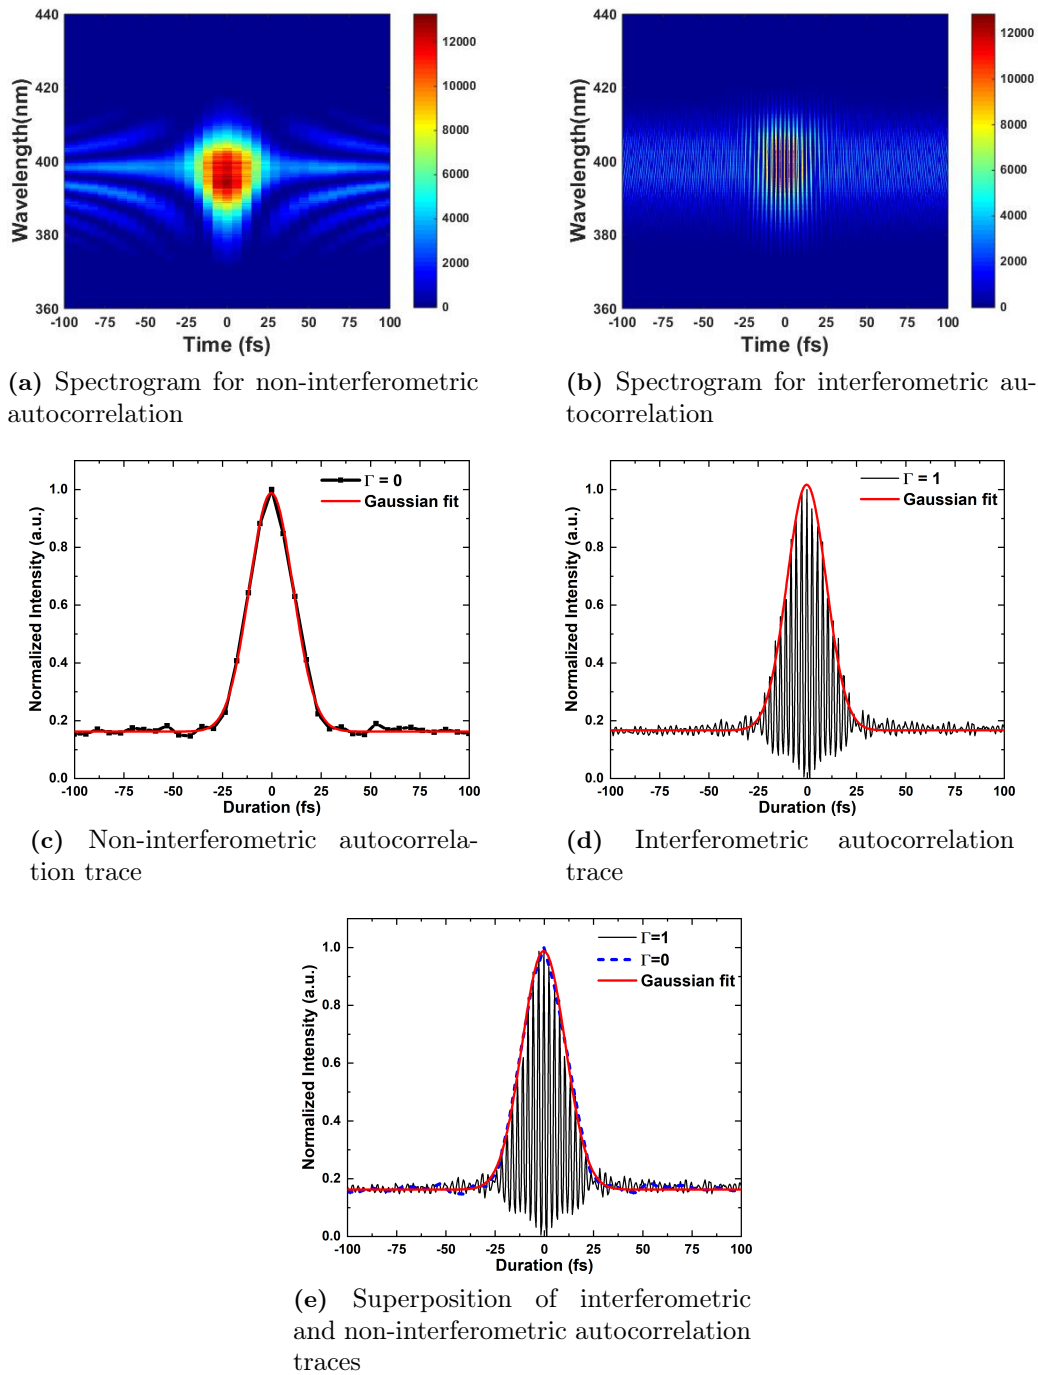 440
420
400
380
360
-100 -75 -50 -25 0 25 50 75 100
Wavelength(nm)
Time (fs)
12000
10000
8000
6000
4000
2000
0
440
420
400
380
360
-100 -75 -50 -25 0 25 50 75 100
Wavelength(nm)
Time (fs)
12000
10000
8000
6000
4000
2000
0
(a) Spectrogram for non-interferometric
autocorrelation
(b) Spectrogram for interferometric au-
tocorrelation
Normalized Intensity (a.u.)
1.0
0.8
0.6
0.4
0.2
0.0
Γ = 0
Gaussian fit
-100 -75 -50 -25 0 25 50 75 100
Duration (fs)
Normalized Intensity (a.u.)
1.0
0.8
0.6
0.4
0.2
0.0
Γ = 1
Gaussian fit
-100 -75 -50 -25 0 25 50 75 100
Duration (fs)
(c) Non-interferometric autocorrela-
tion trace
(d) Interferometric autocorrelation
trace
Normalized Intensity (a.u.)
1.0
0.8
0.6
0.4
0.2
0.0
Γ=1
Γ=0
Gaussian fit
-100 -75 -50 -25 0 25 50 75 100
Duration (fs)
(e) Superposition of interferometric
and non-interferometric autocorrelation
traces